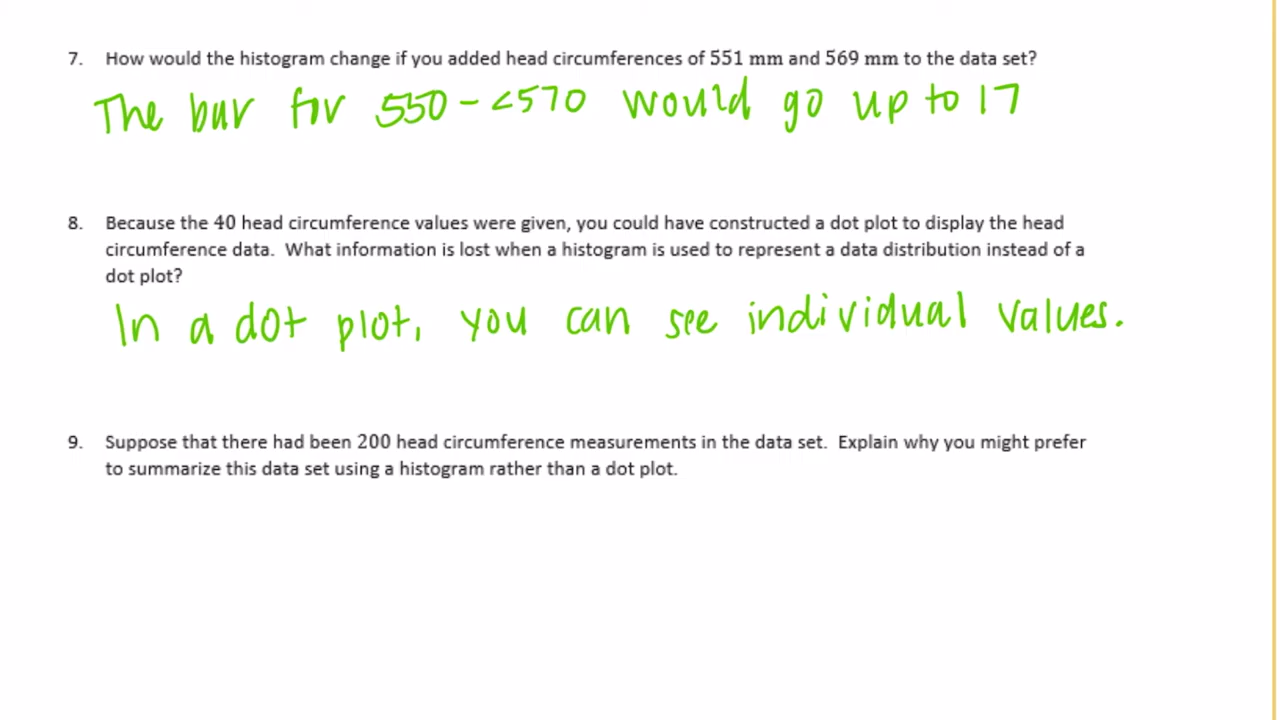 7. How would the histogram change if you added head circumferences of 551 mm and 569 mm to the data set?
The bar for 550 - <570 would go up to 17
8. Because the 40 head circumference values were given, you could have constructed a dot plot to display the head
circumference data. What information is lost when a histogram is used to represent a data distribution instead of a
dot plot?
In a dot plot, you can see individual values.
9. Suppose that there had been 200 head circumference measurements in the data set. Explain why you might prefer
to summarize this data set using a histogram rather than a dot plot.